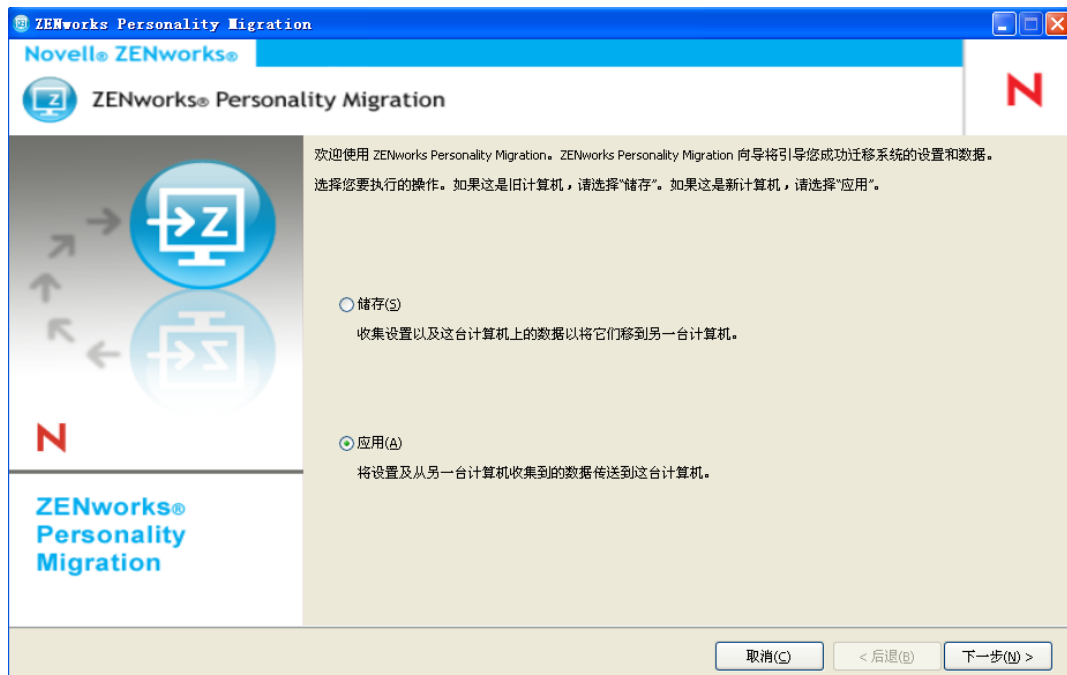 ZENworks Personality Migration
Novell® ZENworks®
ZENworks® Personality Migration
N
欢迎使用 ZENworks Personality Migration。ZENworks Personality Migration 向导将引导您成功迁移系统的设置和数据。
选择您要执行的操作。如果这是旧计算机，请选择“储存”。如果这是新计算机，请选择“应用”。
Z
储存(S)
收集设置以及这台计算机上的数据以将它们移到另一台计算机。
N
应用(A)
将设置及从另一台计算机收集到的数据传送到这台计算机。
ZENworks®
Personality
Migration
取消(C)
< 后退(B)
下一步(N) >